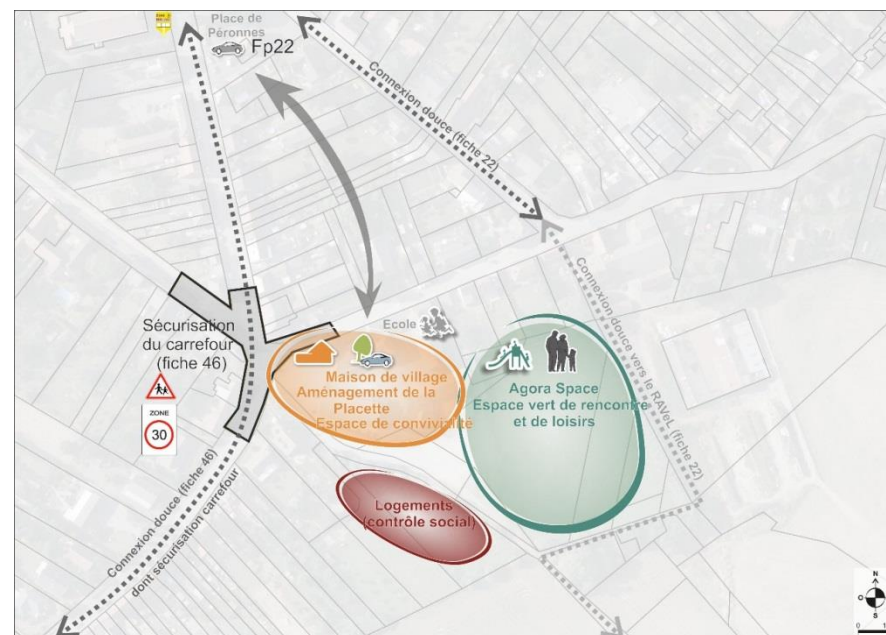 Place de
Péronnes
Fp22
Connexion douce (fiche 22)
Ecole
Connexion douce vers le RAVeL (fiche 22)
Sécurisation
du carrefour
(fiche 46)
ZONE
30
Maison de village
Aménagement de la
Placette
Espace de convivialité
Agora Space
Espace vert de rencontre
et de loisirs
Logements
(contrôle social)
Connexion douce (fiche 46)
dont sécurisation carrefour
N
O
E
S
0